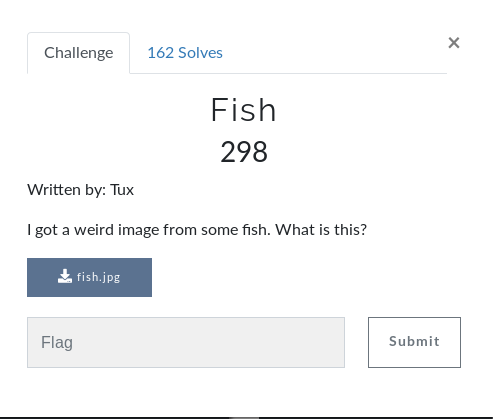 Challenge
162 Solves
×
Fish
298
Written by: Tux
I got a weird image from some fish. What is this?
fish.jpg
Flag
Submit